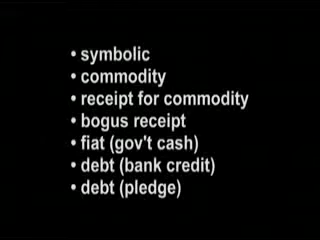 • symbolic
• commodity
• receipt for commodity
• bogus receipt
• fiat (gov't cash)
• debt (bank credit)
• debt (pledge)